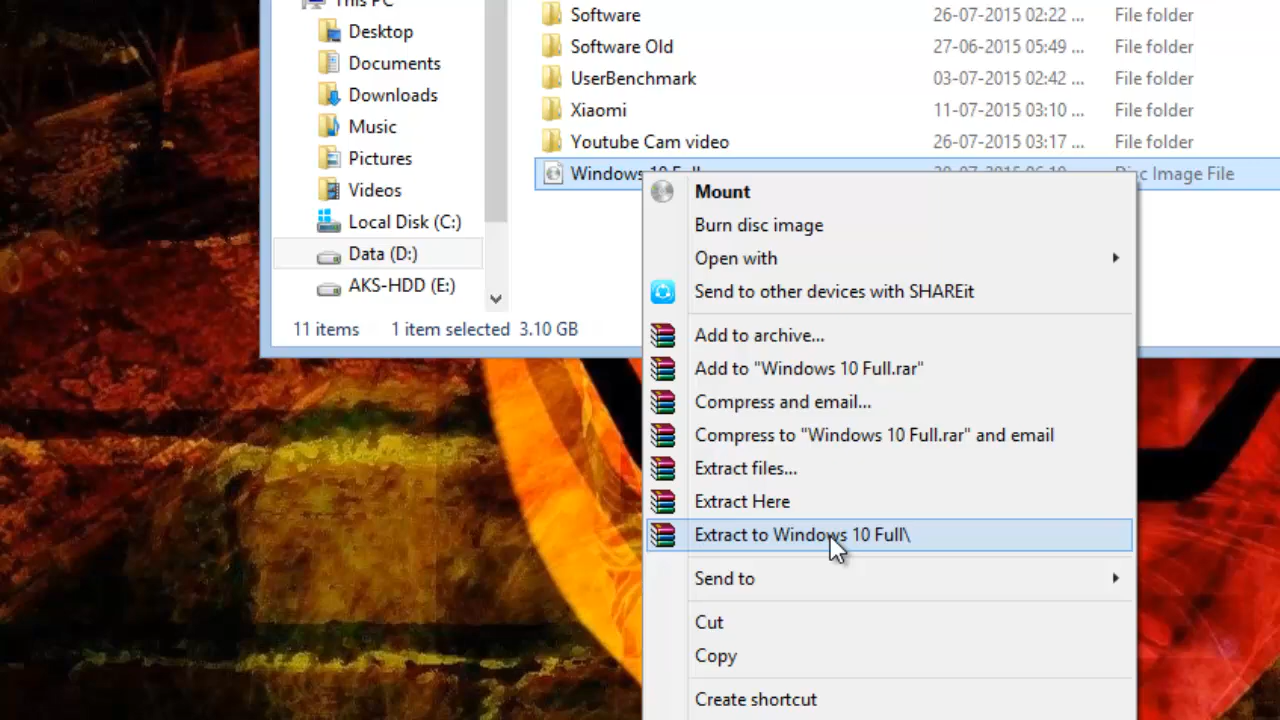 This PC
Desktop
Documents
Downloads
Music
Pictures
Videos
Local Disk (C:)
Data (D:)
AKS-HDD (E:)
Software 26-07-2015 02:22 ... File folder
Software Old 27-06-2015 05:49 ... File folder
UserBenchmark 03-07-2015 02:42 ... File folder
Xiaomi 11-07-2015 03:10 ... File folder
Youtube Cam video 26-07-2015 03:17 ... File folder
Windows 10 Full Disc Image File
11 items 1 item selected 3.10 GB
Mount
Burn disc image
Open with
Send to other devices with SHAREit
Add to archive...
Add to "Windows 10 Full.rar"
Compress and email...
Compress to "Windows 10 Full.rar" and email
Extract files...
Extract Here
Extract to Windows 10 Full\
Send to
Cut
Copy
Create shortcut